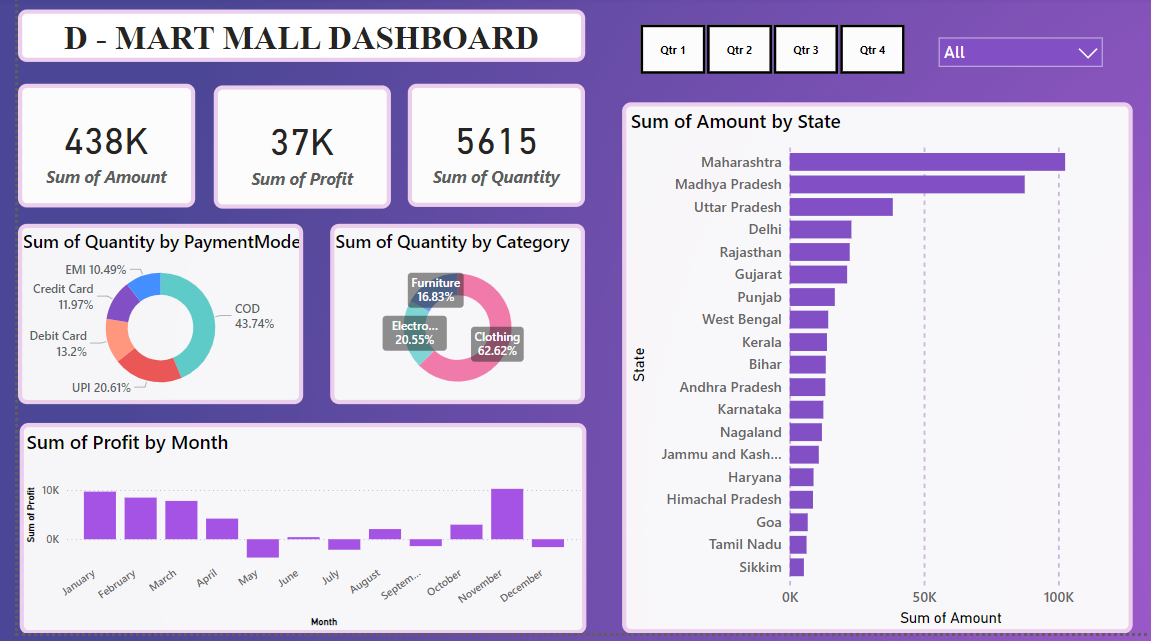 D - MART MALL DASHBOARD
Qtr 1
Qtr 2
Qtr 3
Qtr 4
All
438K
Sum of Amount
37K
Sum of Profit
5615
Sum of Quantity
Sum of Quantity by PaymentMode
EMI 10.49%
Credit Card
11.97%
Debit Card
13.2%
UPI 20.61%
COD
43.74%
Sum of Quantity by Category
Furniture
16.83%
Electro...
20.55%
Clothing
62.62%
Sum of Profit by Month
Sum of Profit
10K
0K
January
February
March
April
May
June
July
August
Septem...
October
November
December
Month
Sum of Amount by State
State
Maharashtra
Madhya Pradesh
Uttar Pradesh
Delhi
Rajasthan
Gujarat
Punjab
West Bengal
Kerala
Bihar
Andhra Pradesh
Karnataka
Nagaland
Jammu and Kash...
Haryana
Himachal Pradesh
Goa
Tamil Nadu
Sikkim
0K
50K
100K
Sum of Amount